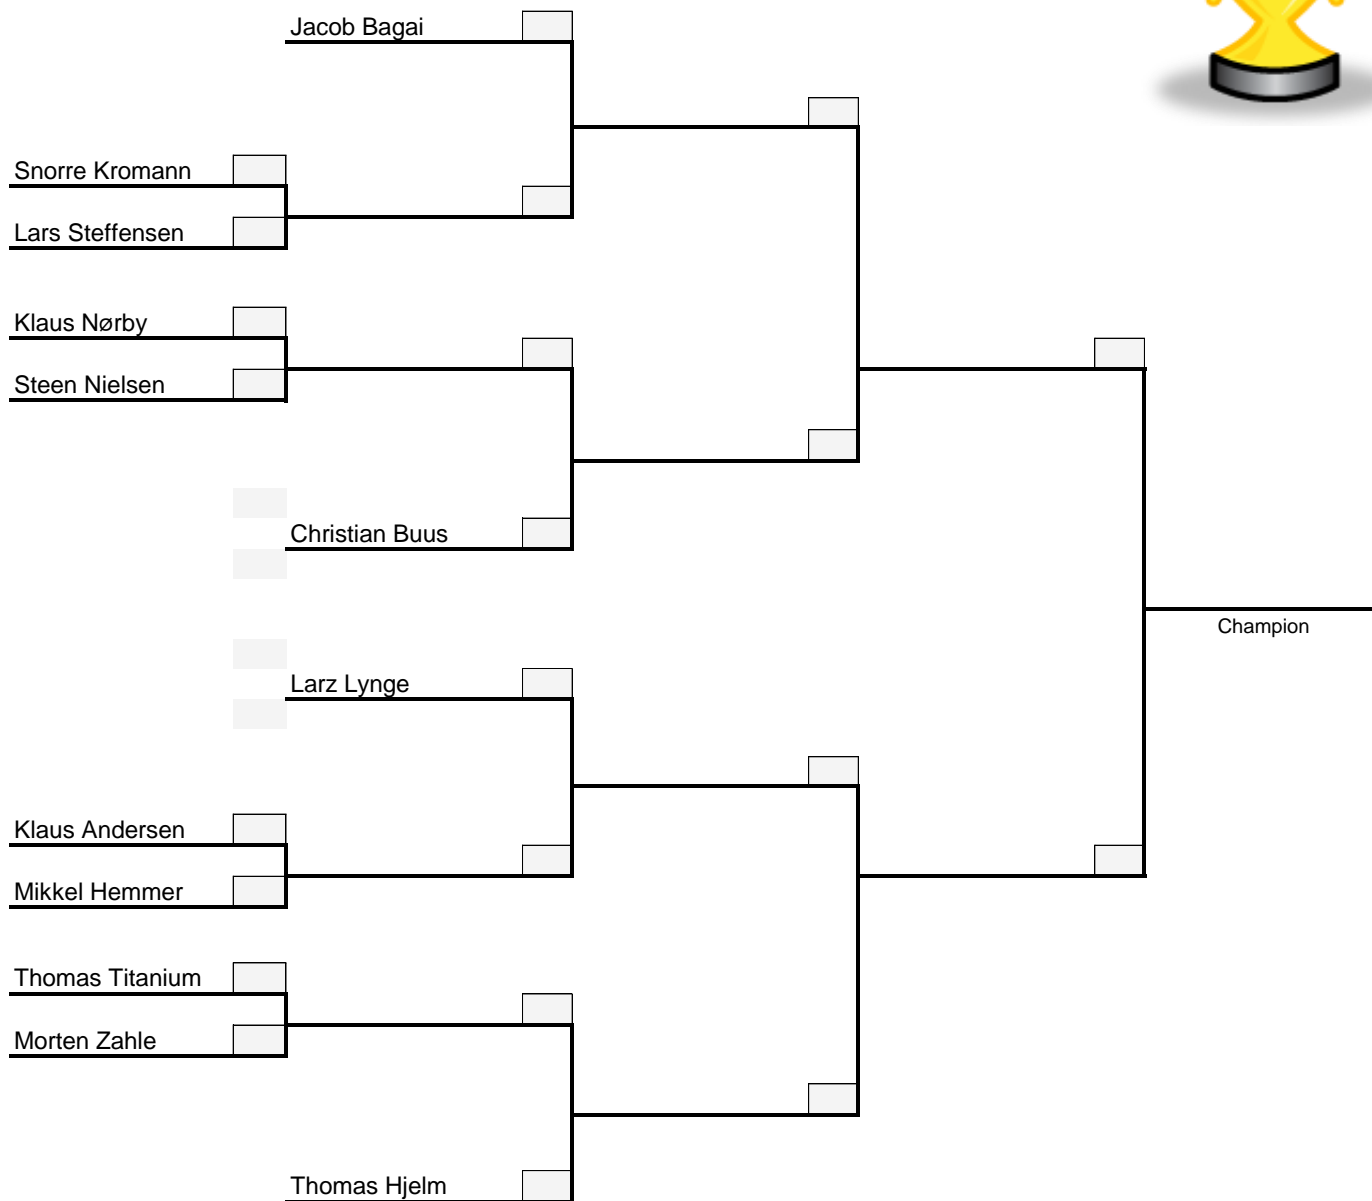 Jacob Bagai
Snorre Kromann
Lars Steffensen
Klaus Nørby
Steen Nielsen
Christian Buus
Champion
Larz Lynge
Klaus Andersen
Mikkel Hemmer
Thomas Titanium
Morten Zahle
Thomas Hjelm